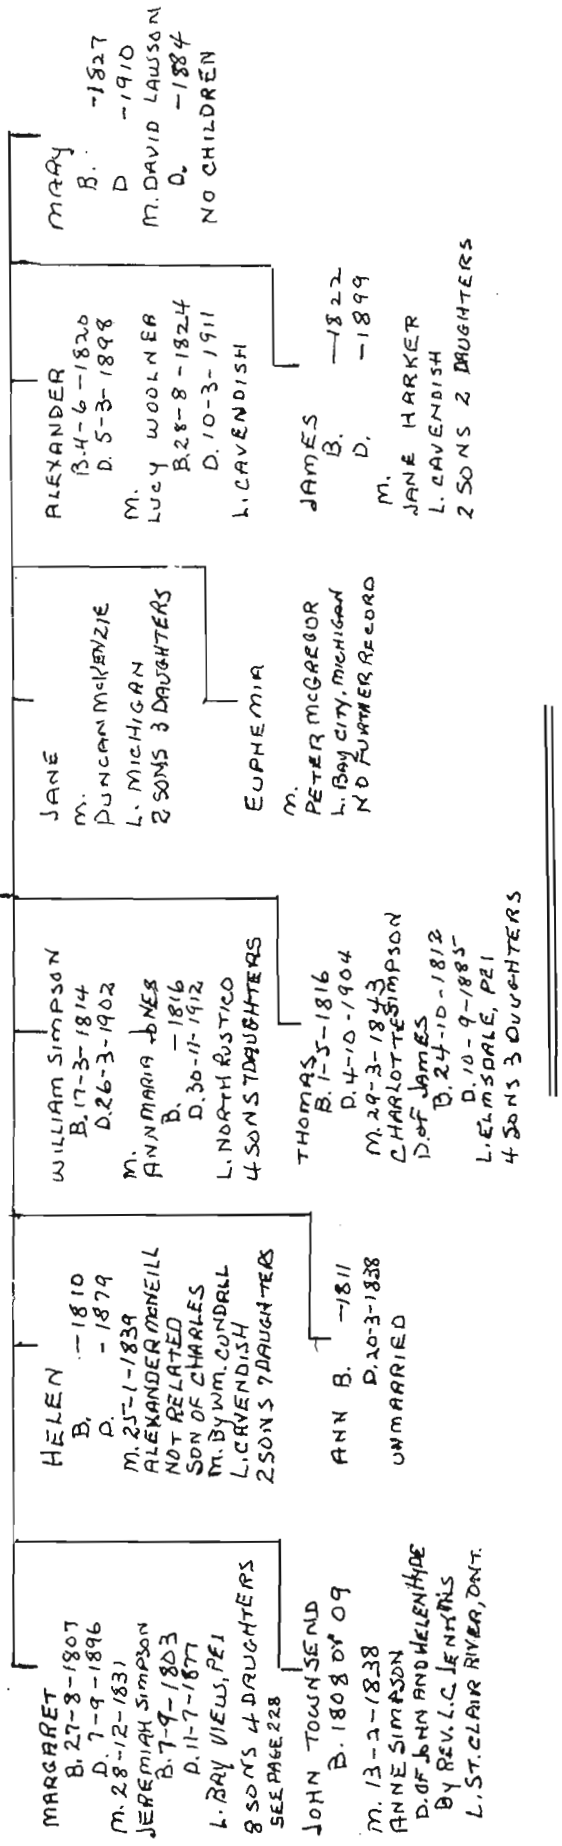 MARGARET
B. 27-8-1807
D. 7-9-1896
M. 28-12-1831
JEREMIAH SIMPSON
B. 7-9-1803
D. 11-7-1877
L. BAY VIEW, PEI
8 SONS 4 DAUGHTERS
SEE PAGE 228
JOHN TOWNSEND
B. 1808 or 09
M. 13-2-1838
ANNE SIMPSON
D. OF JOHN AND HELEN HYDE
By REV. L.C. JENKINS
L. ST. CLAIR RIVER, ONT.
HELEN
B. - 1810
D. - 1879
M. 25-1-1839
ALEXANDER McNEILL
NOT RELATED
SON OF CHARLES
M. By WM. CUNDALL
L. CAVENDISH
2 SONS 7 DAUGHTERS
ANN B. -1811
D. 20-3-1838
UNMARRIED
WILLIAM SIMPSON
B. 17-3-1814
D. 26-3-1902
M.
ANN MARIA JONES
B. - 1816
D. 30-11-1912
L. NORTH RUSTICO
4 SONS 7 DAUGHTERS
THOMAS
B. 1-5-1816
D. 4-10-1904
M. 29-3-1843
CHARLOTTE SIMPSON
D. OF JAMES
B. 24-10-1812
D. 10-9-1885
L. ELMSDALE, PEI
4 SONS 3 DUUGHTERS
JANE
M.
DUNCAN McKENZIE
L. MICHIGAN
2 SONS 3 DAUGHTERS
EUPHEMIA
M.
PETER McGREGOR
L. BAY CITY, MICHIGAN
NO FURTHER RECORD
ALEXANDER
B. 4-6-1820
D. 5-3-1898
M.
LUCY WOOLNER
B. 28-8-1824
D. 10-3-1911
L. CAVENDISH
JAMES
B. -1822
D. -1899
M.
JANE HARKER
L. CAVENDISH
2 SONS 2 DAUGHTERS
MARY
B. -1827
D -1910
M. DAVID LAWSON
D. -1884
NO CHILDREN